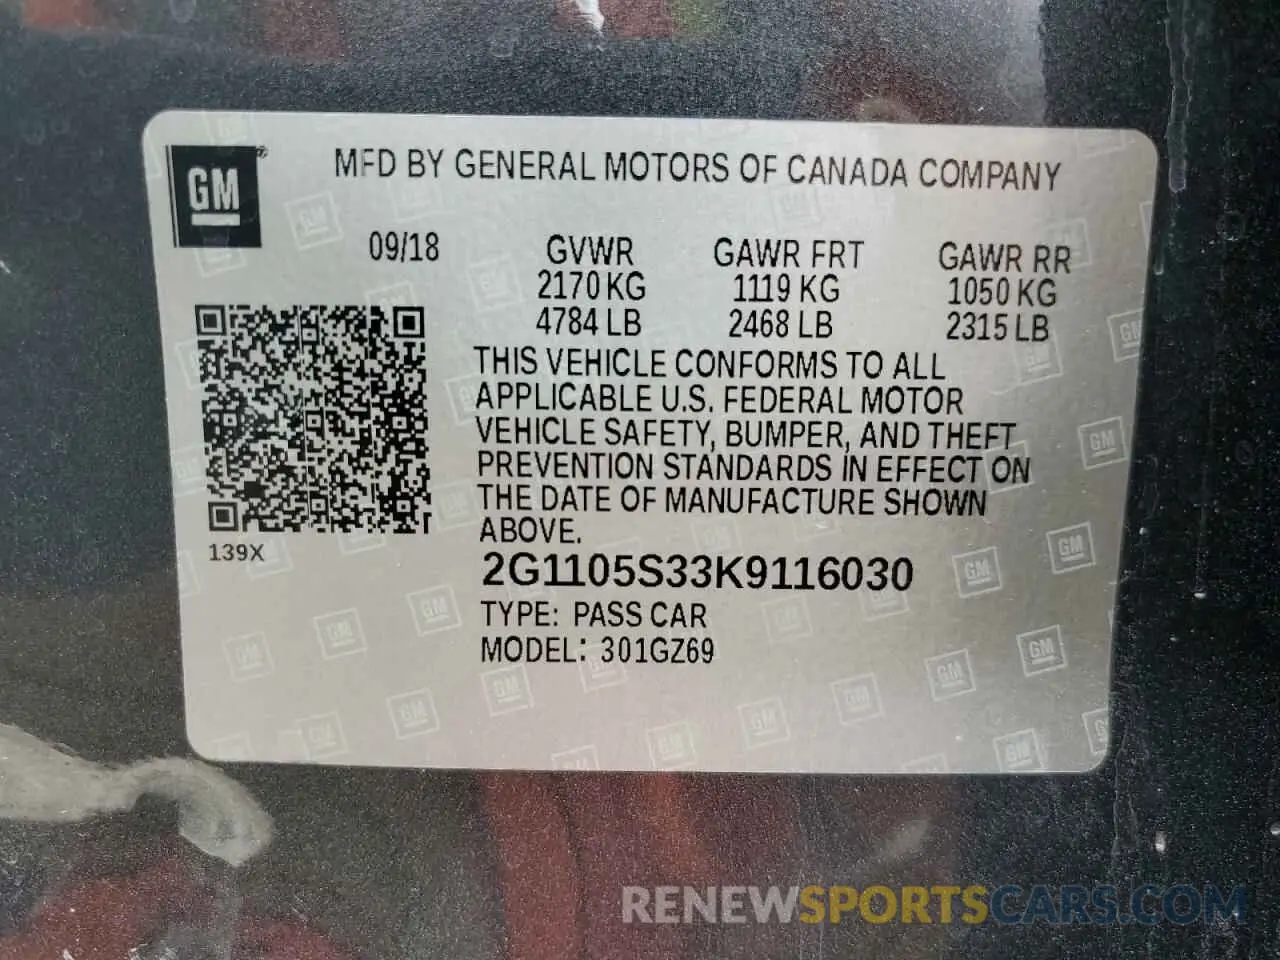 GM® MFD BY GENERAL MOTORS OF CANADA COMPANY
09/18 GVWR GAWR FRT GAWR RR
2170 KG 1119 KG 1050 KG
4784 LB 2468 LB 2315 LB
THIS VEHICLE CONFORMS TO ALL
APPLICABLE U.S. FEDERAL MOTOR
VEHICLE SAFETY, BUMPER, AND THEFT
PREVENTION STANDARDS IN EFFECT ON
THE DATE OF MANUFACTURE SHOWN
ABOVE.
139X
2G1105S33K9116030
TYPE: PASS CAR
MODEL: 301GZ69
RENEWSPORTSCARS.COM